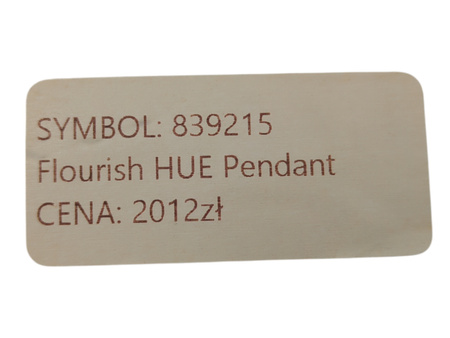 SYMBOL: 839215
Flourish HUE Pendant
CENA: 2012zł